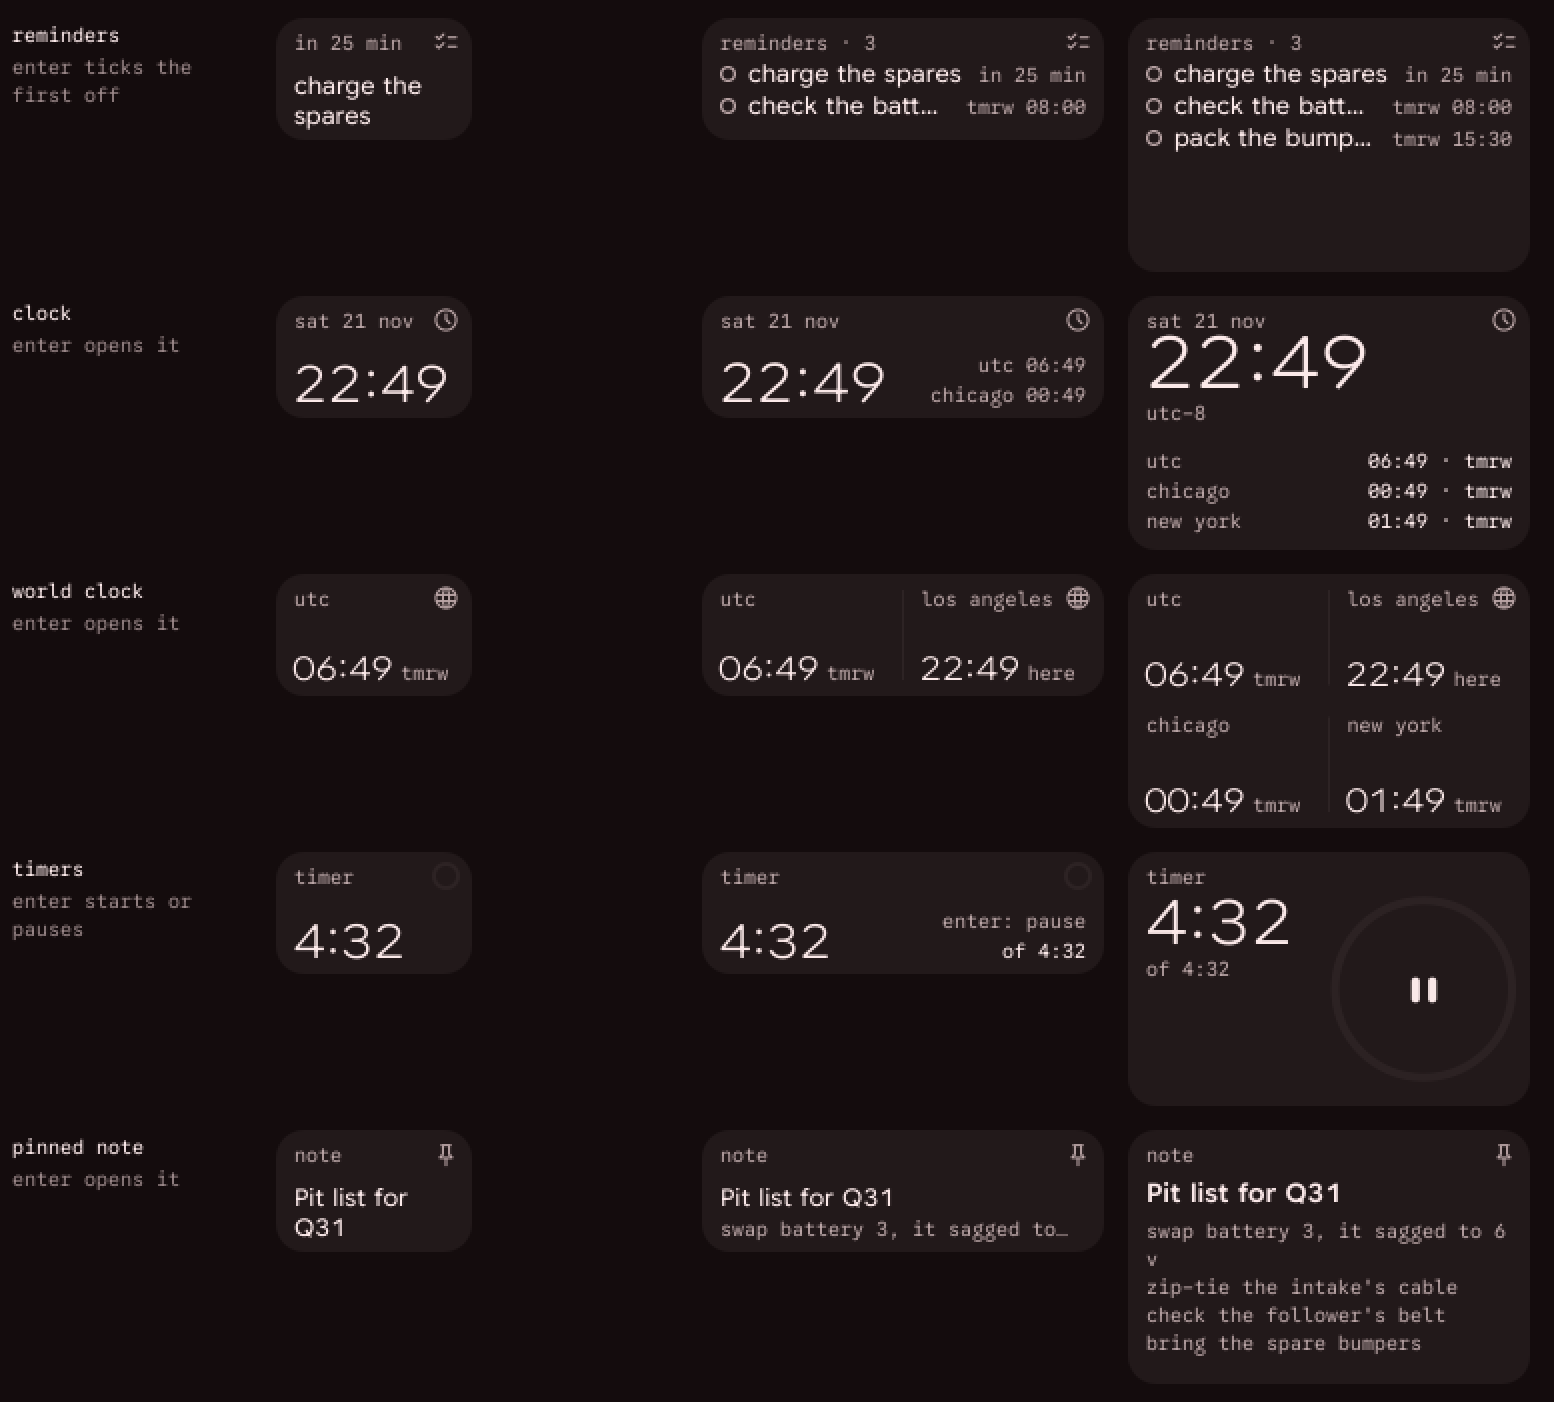 reminders
enter ticks the
first off
in 25 min
charge the
spares
reminders · 3
charge the spares in 25 min
check the batt... tmrw 08:00
reminders · 3
charge the spares in 25 min
check the batt... tmrw 08:00
pack the bump... tmrw 15:30
clock
enter opens it
sat 21 nov
22:49
sat 21 nov
22:49
utc 06:49
chicago 00:49
sat 21 nov
22:49
utc-8
utc 06:49 · tmrw
chicago 00:49 · tmrw
new york 01:49 · tmrw
world clock
enter opens it
utc
06:49 tmrw
utc
06:49 tmrw
los angeles
22:49 here
utc
06:49 tmrw
los angeles
22:49 here
chicago
00:49 tmrw
new york
01:49 tmrw
timers
enter starts or
pauses
timer
4:32
timer
4:32
enter: pause
of 4:32
timer
4:32
of 4:32
pinned note
enter opens it
note
Pit list for
Q31
note
Pit list for Q31
swap battery 3, it sagged to…
note
Pit list for Q31
swap battery 3, it sagged to 6
v
zip-tie the intake's cable
check the follower's belt
bring the spare bumpers